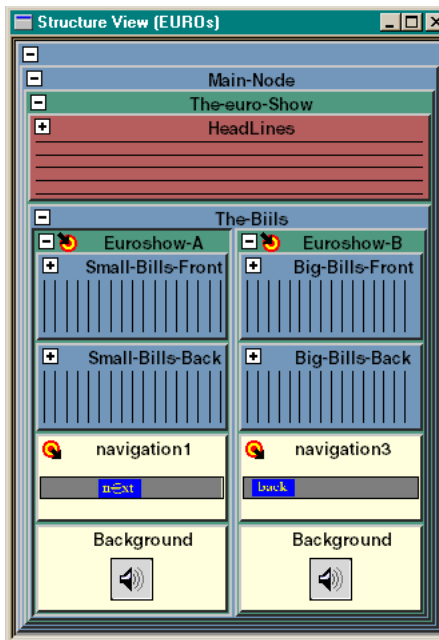 Structure View (EUROs)
Main-Node
The-euro-Show
HeadLines
The-Biils
Euroshow-A
Euroshow-B
Small-Bills-Front
Big-Bills-Front
Small-Bills-Back
Big-Bills-Back
navigation1
navigation3
n€xt
back
Background
Background